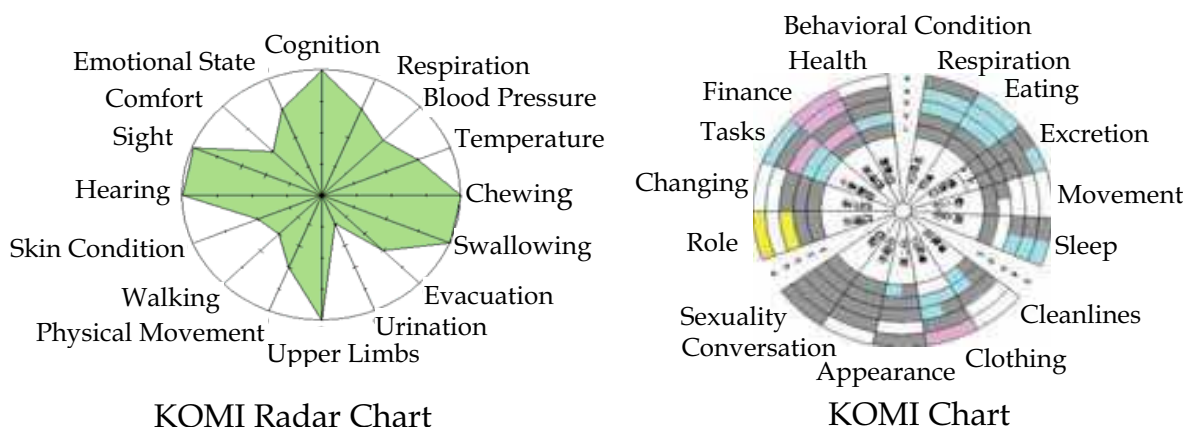 Cognition
Respiration
Blood Pressure
Temperature
Chewing
Swallowing
Evacuation
Urination
Upper Limbs
Physical Movement
Walking
Skin Condition
Hearing
Sight
Comfort
Emotional State
KOMI Radar Chart
Behavioral Condition
Respiration
Eating
Excretion
Movement
Sleep
Cleanlines
Clothing
Appearance
Conversation
Sexuality
Role
Changing
Tasks
Finance
Health
KOMI Chart